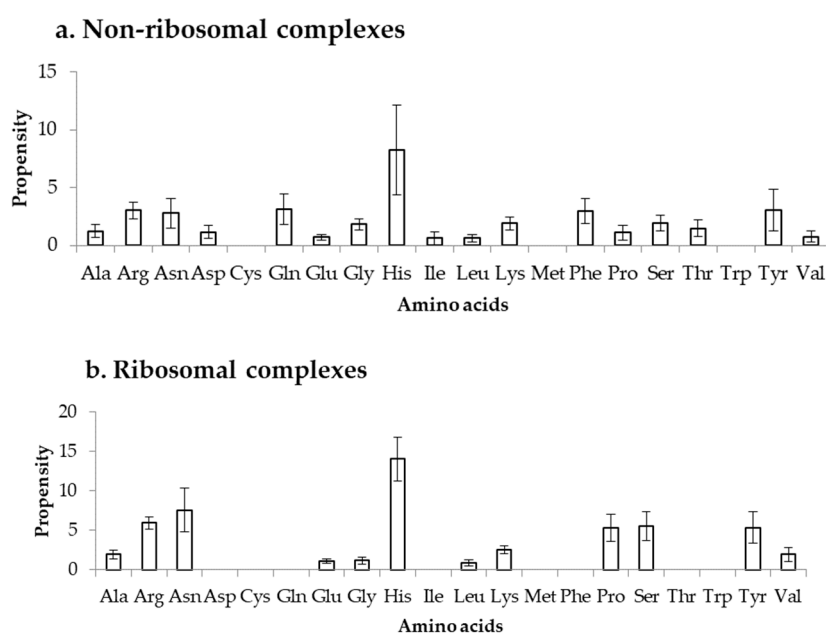 a. Non-ribosomal complexes
15
10
5
0
Propensity
Ala Arg Asn Asp Cys Gln Glu Gly His Ile Leu Lys Met Phe Pro Ser Thr Trp Tyr Val
Amino acids
b. Ribosomal complexes
20
15
10
5
0
Propensity
Ala Arg Asn Asp Cys Gln Glu Gly His Ile Leu Lys Met Phe Pro Ser Thr Trp Tyr Val
Amino acids